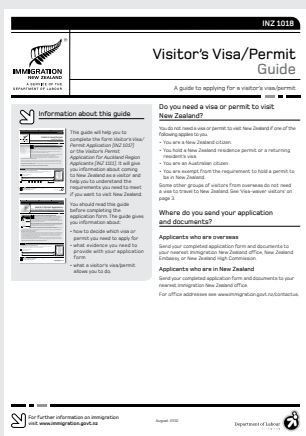 INZ 1018
IMMIGRATION
NEW ZEALAND
A SERVICE OF THE
DEPARTMENT OF LABOUR
Visitor's Visa/Permit
Guide
A guide to applying for a visitor's visa/permit
Information about this guide
This guide will help you to
complete the form Visitor's Visa/
Permit Application (INZ 1017)
or the Visitor's Permit
Application for Auckland Region
Applicants (INZ 1101). It will give
you information about coming
to New Zealand as a visitor and
help you to understand the
requirements you need to meet
if you want to visit New Zealand.
You should read this guide
before completing the
application form. The guide gives
you information about:
• how to decide which visa or
permit you need to apply for
• what evidence you need to
provide with your application
form
• what a visitor's visa/permit
allows you to do.
Do you need a visa or permit to visit
New Zealand?
You do not need a visa or permit to visit New Zealand if one of the
following applies to you:
• You are a New Zealand citizen.
• You hold a New Zealand residence permit or a returning
resident's visa.
• You are an Australian citizen.
• You are exempt from the requirement to hold a permit to
be in New Zealand.
Some other groups of visitors from overseas do not need
a visa to travel to New Zealand. See 'Visa-waiver visitors' on
page 3.
Where do you send your application
and documents?
Applicants who are overseas
Send your completed application form and documents to
your nearest Immigration New Zealand office, New Zealand
Embassy, or New Zealand High Commission.
Applicants who are in New Zealand
Send your completed application form and documents to your
nearest Immigration New Zealand office.
For office addresses see www.immigration.govt.nz/contactus.
For further information on immigration
visit www.immigration.govt.nz
Department of Labour